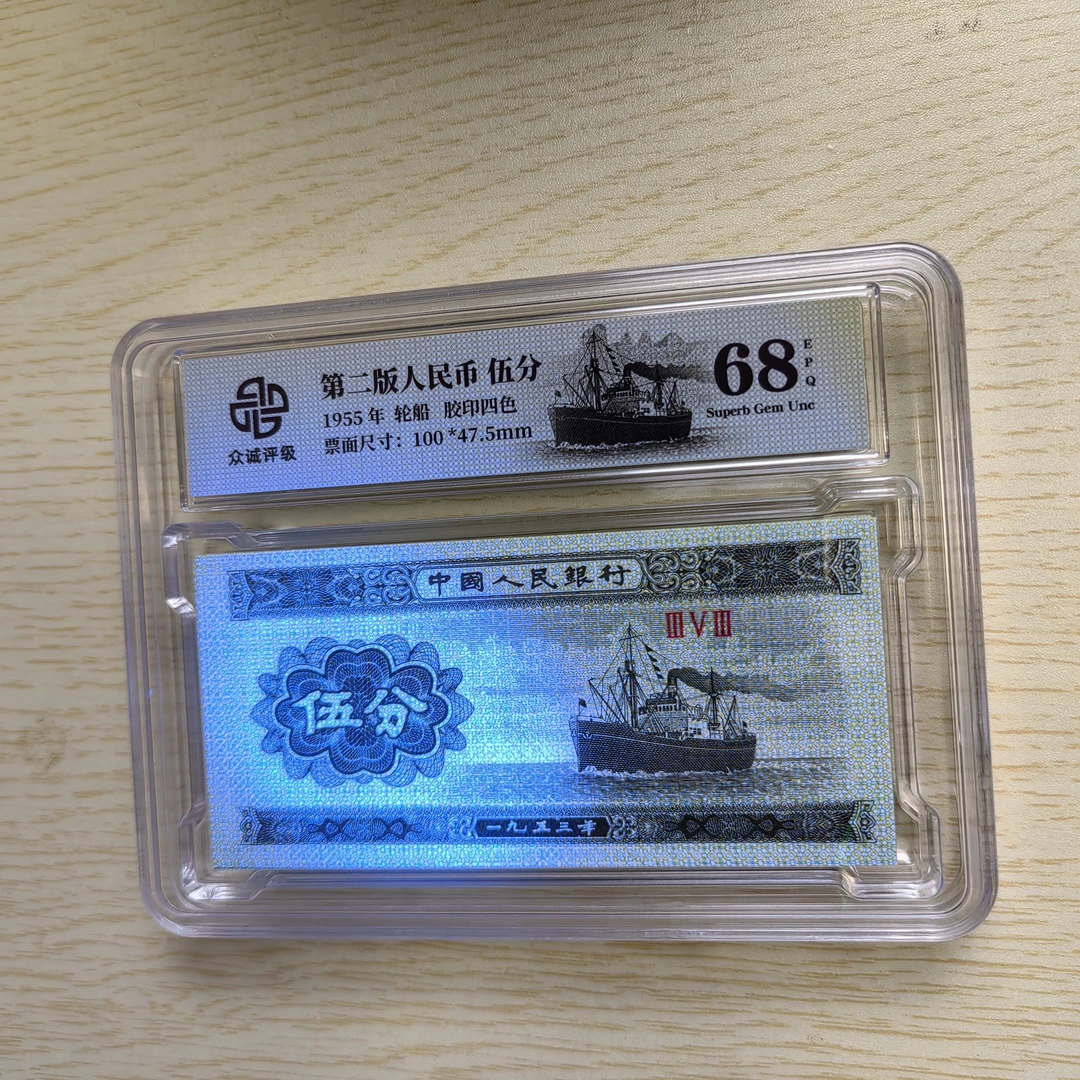 众诚评级
第二版人民币 伍分
1955 年 轮船 胶印四色
票面尺寸：100 *47.5mm
68
EPQ
Superb Gem Unc
中國人民銀行
ⅢⅤⅢ
伍分
一九五三年